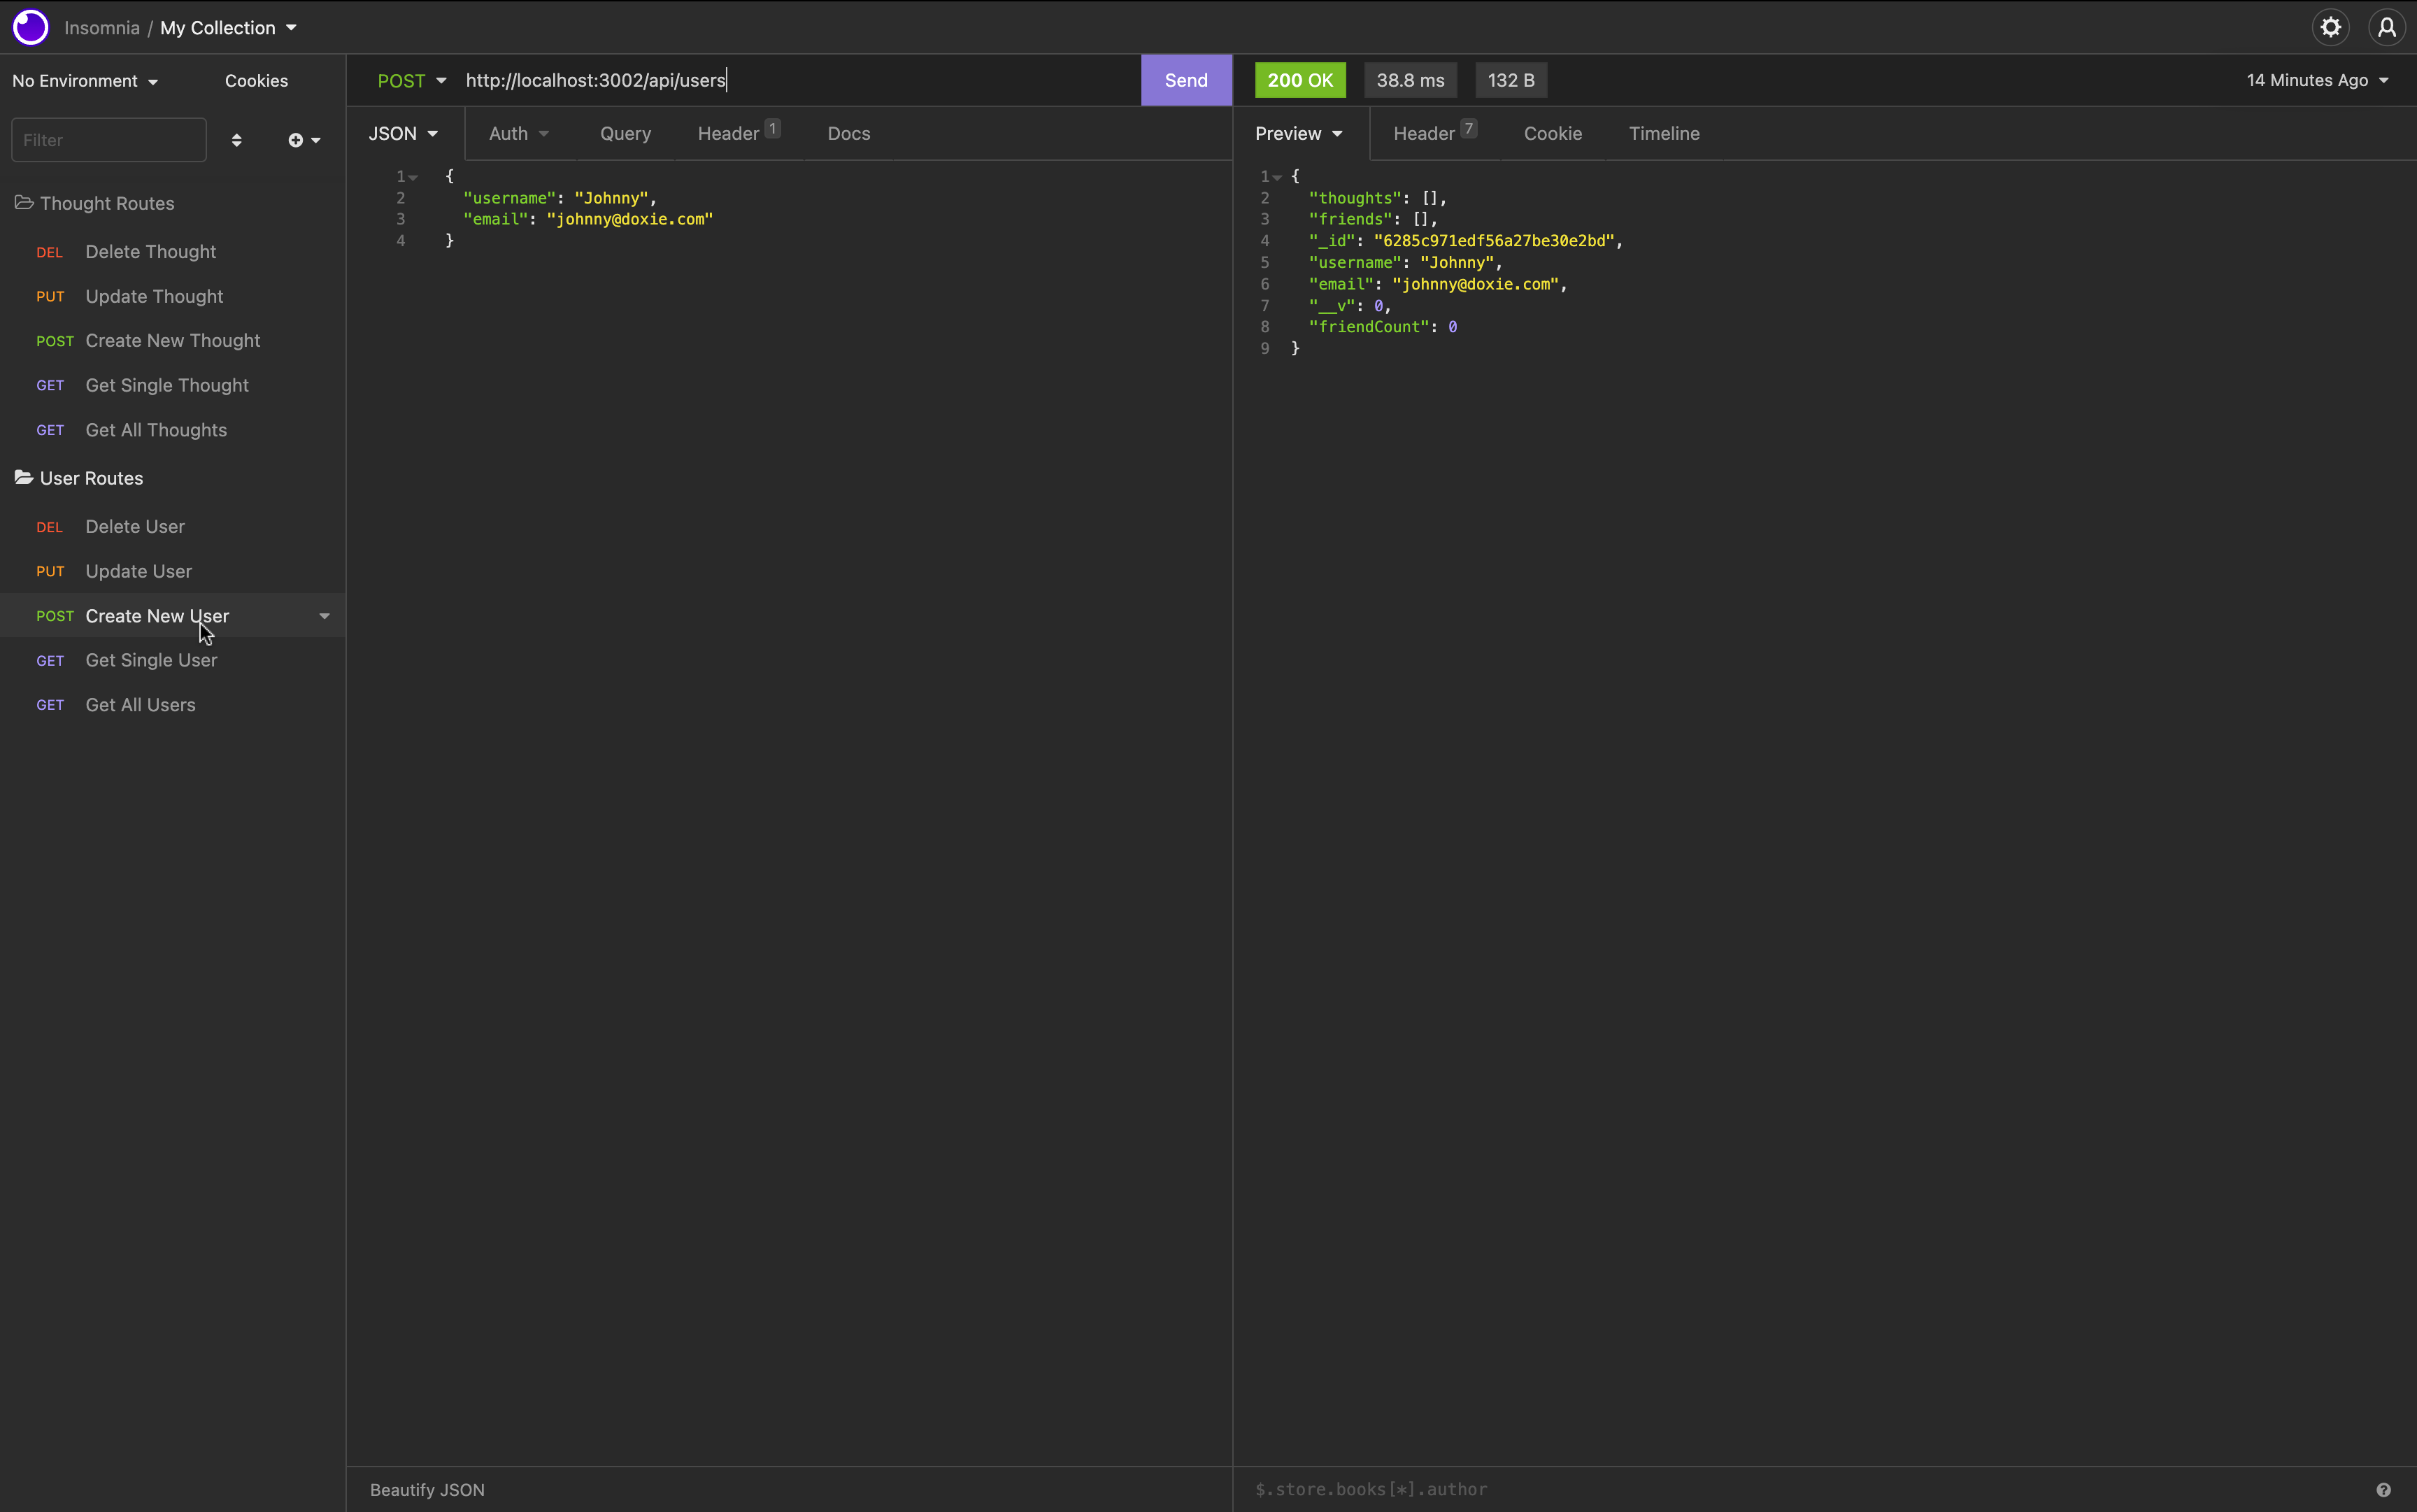 Insomnia / My Collection
No Environment
Cookies
Filter
Thought Routes
DEL Delete Thought
PUT Update Thought
POST Create New Thought
GET Get Single Thought
GET Get All Thoughts
User Routes
DEL Delete User
PUT Update User
POST Create New User
GET Get Single User
GET Get All Users
POST http://localhost:3002/api/users Send
JSON Auth Query Header 1 Docs
1 {
2 "username": "Johnny",
3 "email": "johnny@doxie.com"
4 }
Beautify JSON
200 OK 38.8 ms 132 B 14 Minutes Ago
Preview Header 7 Cookie Timeline
1 {
2 "thoughts": [],
3 "friends": [],
4 "_id": "6285c971edf56a27be30e2bd",
5 "username": "Johnny",
6 "email": "johnny@doxie.com",
7 "__v": 0,
8 "friendCount": 0
9 }
$.store.books[*].author